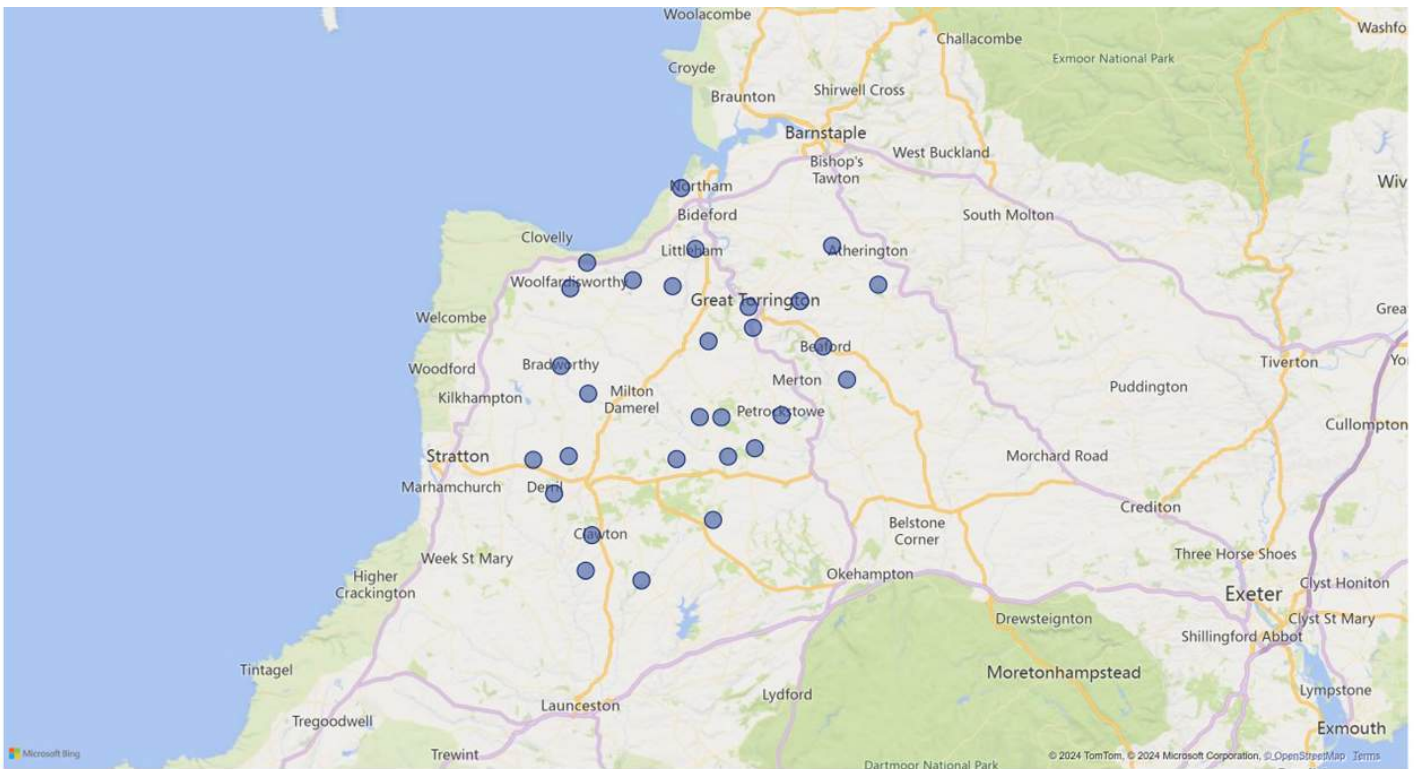 Woolacombe
Washfo
Challacombe
Exmoor National Park
Croyde
Shirwell Cross
Braunton
Barnstaple
West Buckland
Bishop's
Tawton
Wiv
Northam
Bideford
South Molton
Clovelly
Littleham
Atherington
Woolfardisworthy
Great Torrington
Grea
Welcombe
Beaford
Tiverton
Yo
Bradworthy
Woodford
Merton
Puddington
Milton
Damerel
Kilkhampton
Petrockstowe
Cullompton
Stratton
Morchard Road
Marhamchurch
Derril
Crediton
Belstone
Corner
Clawton
Week St Mary
Three Horse Shoes
Higher
Crackington
Okehampton
Clyst Honiton
Exeter
Drewsteignton
Clyst St Mary
Shillingford Abbot
Tintagel
Moretonhampstead
Lydford
Lympstone
Launceston
Tregoodwell
Exmouth
Trewint
Microsoft Bing
© 2024 TomTom, © 2024 Microsoft Corporation, © OpenStreetMap Terms
Dartmoor National Park